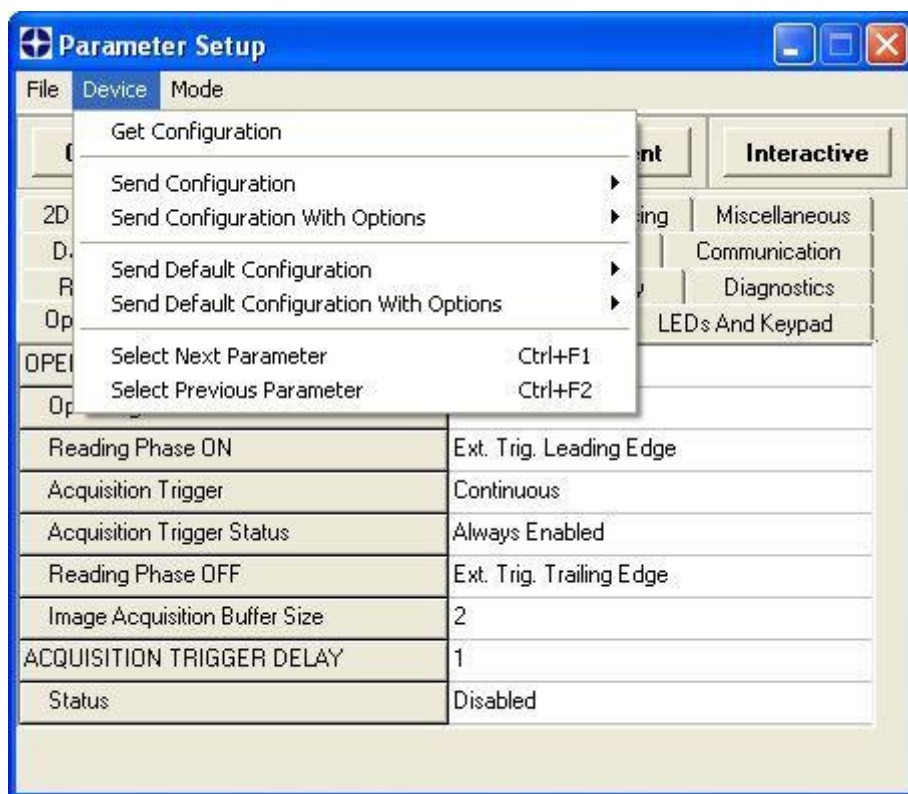 Parameter Setup
File Device Mode
Get Configuration
Interactive
Send Configuration
Send Configuration With Options
2D Miscellaneous
Communication
Send Default Configuration
Send Default Configuration With Options
Diagnostics
LEDs And Keypad
Select Next Parameter Ctrl+F1
Select Previous Parameter Ctrl+F2
Reading Phase ON Ext. Trig. Leading Edge
Acquisition Trigger Continuous
Acquisition Trigger Status Always Enabled
Reading Phase OFF Ext. Trig. Trailing Edge
Image Acquisition Buffer Size 2
ACQUISITION TRIGGER DELAY 1
Status Disabled